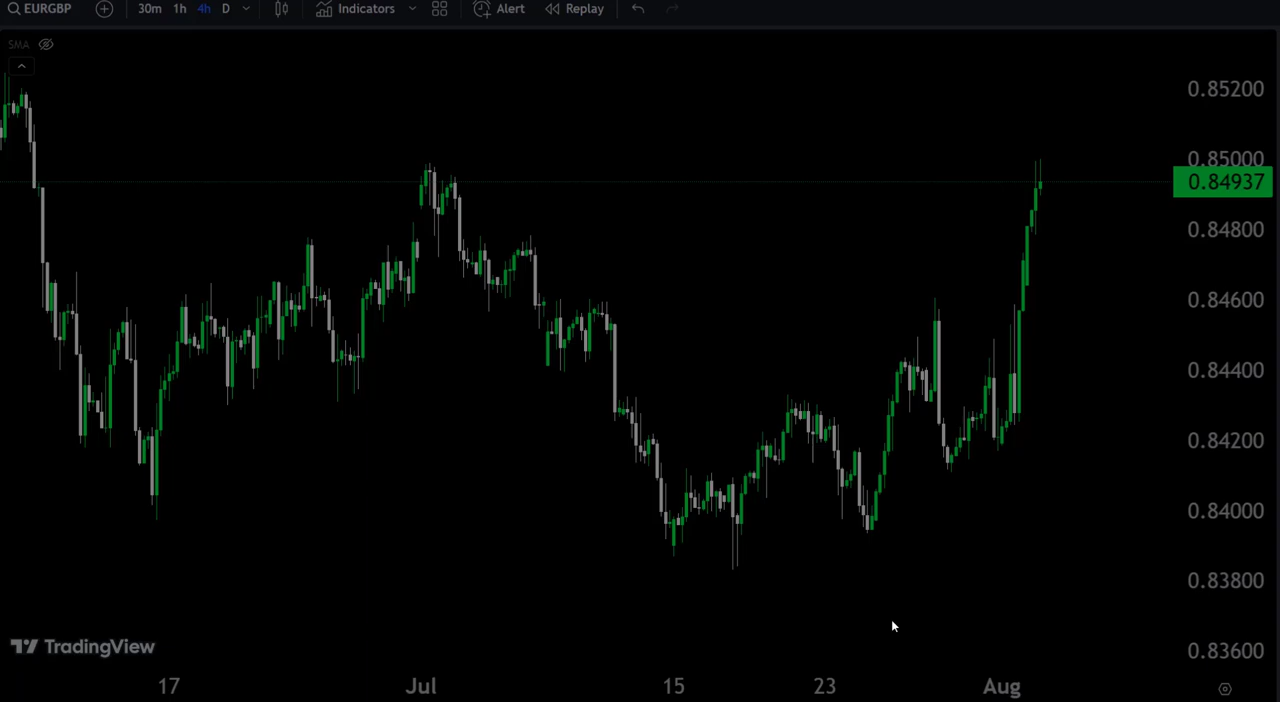 EURGBP 30m 1h 4h D Indicators Alert Replay
SMA
0.85200
0.85000
0.84937
0.84800
0.84600
0.84400
0.84200
0.84000
0.83800
0.83600
TradingView
17 Jul 15 23 Aug